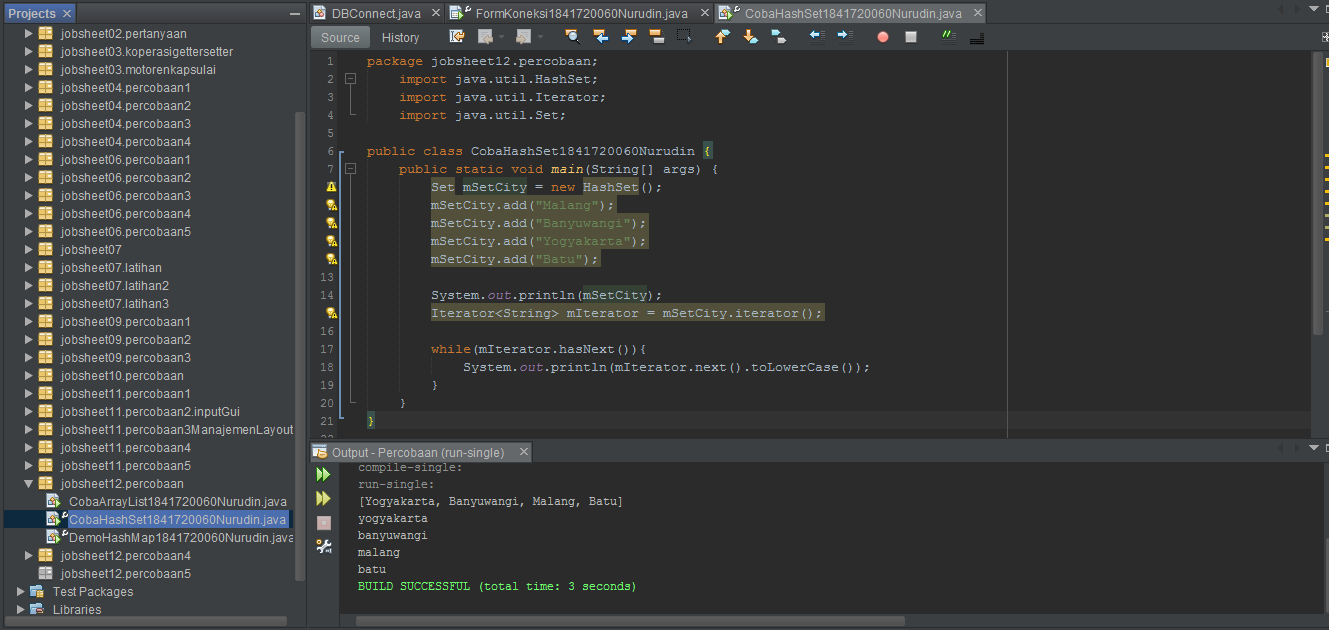 Projects
jobsheet02.pertanyaan
jobsheet03.koperasigettersetter
jobsheet03.motorenkapsulai
jobsheet04.percobaan1
jobsheet04.percobaan2
jobsheet04.percobaan3
jobsheet04.percobaan4
jobsheet06.percobaan1
jobsheet06.percobaan2
jobsheet06.percobaan3
jobsheet06.percobaan4
jobsheet06.percobaan5
jobsheet07
jobsheet07.latihan
jobsheet07.latihan2
jobsheet07.latihan3
jobsheet09.percobaan1
jobsheet09.percobaan2
jobsheet09.percobaan3
jobsheet10.percobaan
jobsheet11.percobaan1
jobsheet11.percobaan2.inputGui
jobsheet11.percobaan3ManajemenLayout
jobsheet11.percobaan4
jobsheet11.percobaan5
jobsheet12.percobaan
CobaArrayList1841720060Nurudin.java
CobaHashSet1841720060Nurudin.java
DemoHashMap1841720060Nurudin.java
jobsheet12.percobaan4
jobsheet12.percobaan5
Test Packages
Libraries
DBConnect.java FormKoneksi1841720060Nurudin.java CobaHashSet1841720060Nurudin.java
Source History
1 package jobsheet12.percobaan;
2 import java.util.HashSet;
3 import java.util.Iterator;
4 import java.util.Set;
5
6 public class CobaHashSet1841720060Nurudin {
7 public static void main(String[] args) {
Set mSetCity = new HashSet();
mSetCity.add("Malang");
mSetCity.add("Banyuwangi");
mSetCity.add("Yogyakarta");
mSetCity.add("Batu");
13
14 System.out.println(mSetCity);
Iterator<String> mIterator = mSetCity.iterator();
16
17 while(mIterator.hasNext()){
18 System.out.println(mIterator.next().toLowerCase());
19 }
20 }
21 }
Output - Percobaan (run-single)
compile-single:
run-single:
[Yogyakarta, Banyuwangi, Malang, Batu]
yogyakarta
banyuwangi
malang
batu
BUILD SUCCESSFUL (total time: 3 seconds)